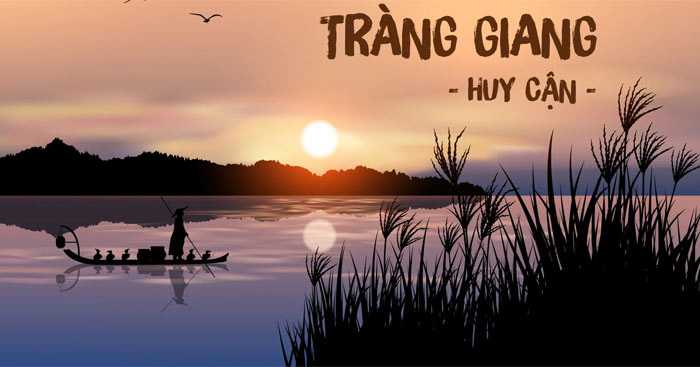 TRÀNG GIANG
- HUY CẬN -